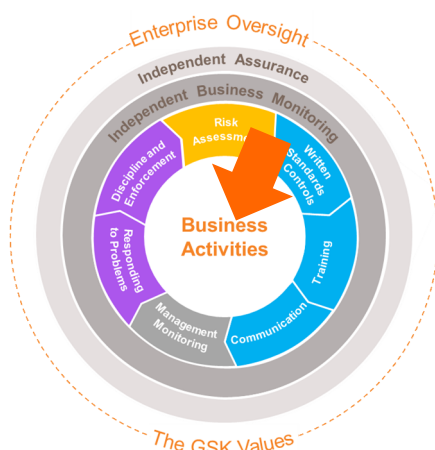 Enterprise Oversight
Independent Assurance
Independent Business Monitoring
Risk
Assessment
Written
Standards
Controls
Training
Communication
Management
Monitoring
Responding
to Problems
Discipline and
Enforcement
Business
Activities
The GSK Values